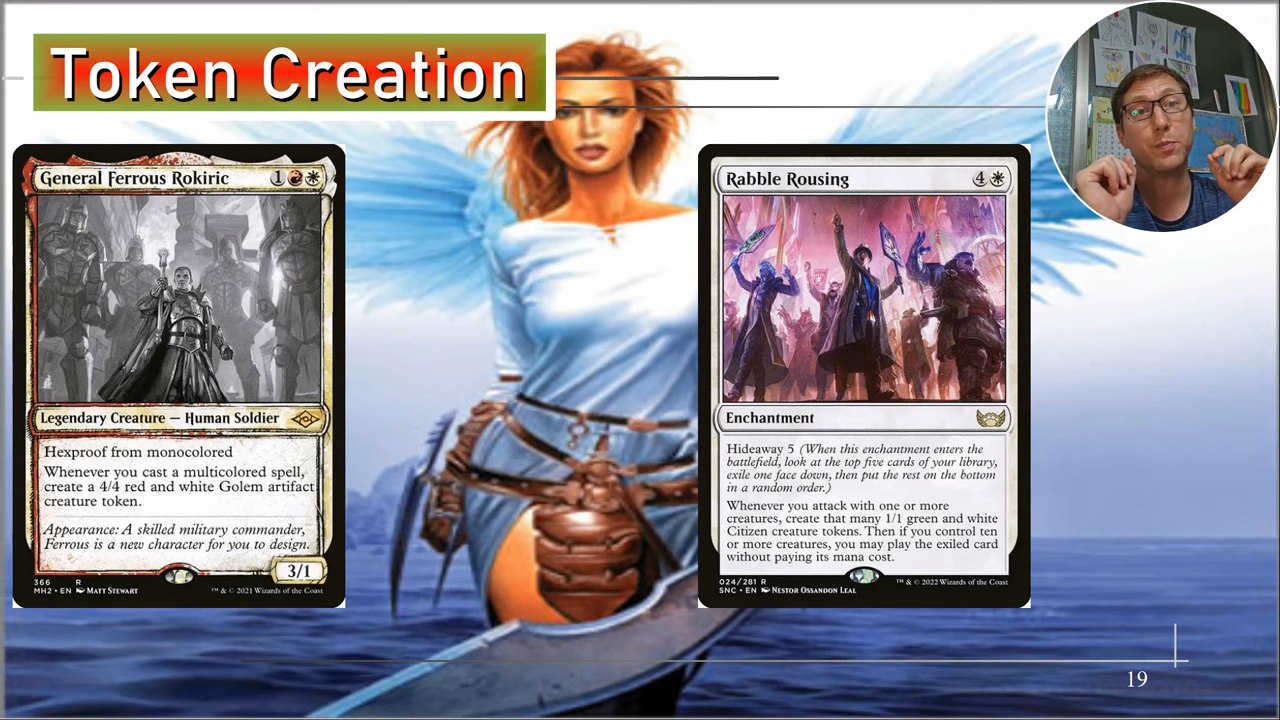 Token Creation
General Ferrous Rokiric 1
Legendary Creature — Human Soldier
Hexproof from monocolored
Whenever you cast a multicolored spell,
create a 4/4 red and white Golem artifact
creature token.
Appearance: A skilled military commander,
Ferrous is a new character for you to design.
3/1
366 R
MH2 • EN Matt Stewart
™ & © 2021 Wizards of the Coast
Rabble Rousing 4
Enchantment
Hideaway 5 (When this enchantment enters the
battlefield, look at the top five cards of your library,
exile one face down, then put the rest on the bottom
in a random order.)
Whenever you attack with one or more
creatures, create that many 1/1 green and white
Citizen creature tokens. Then if you control ten
or more creatures, you may play the exiled card
without paying its mana cost.
024/281 R
SNC • EN Nestor Ossandon Leal
™ & © 2022 Wizards of the Coast
19